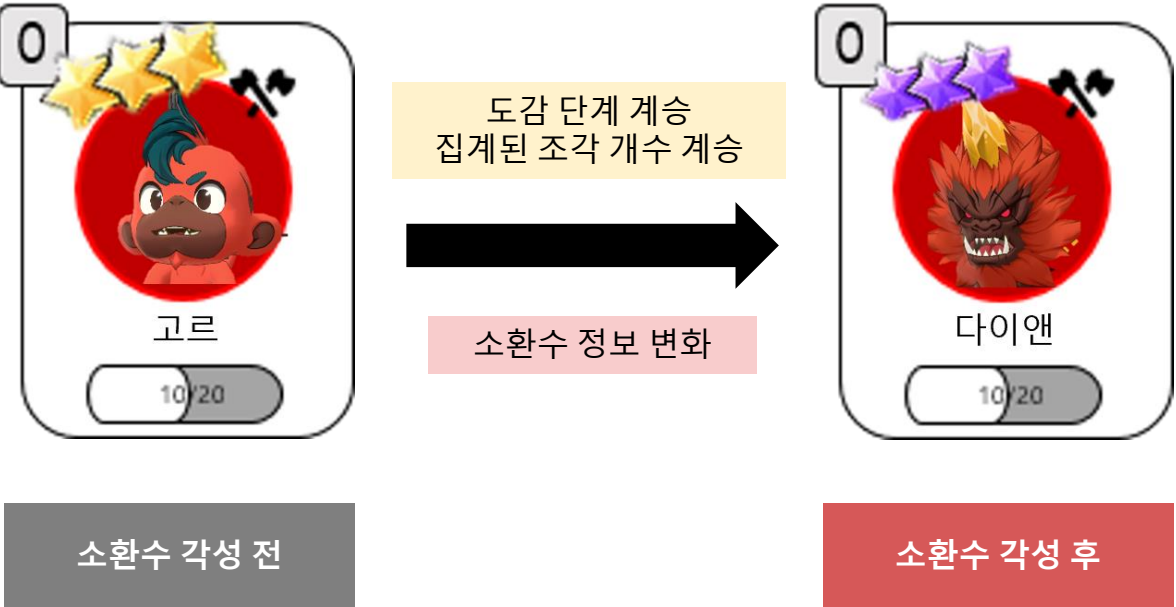 0
고르
10/20
소환수 각성 전
도감 단계 계승
집계된 조각 개수 계승
소환수 정보 변화
0
다이앤
10/20
소환수 각성 후